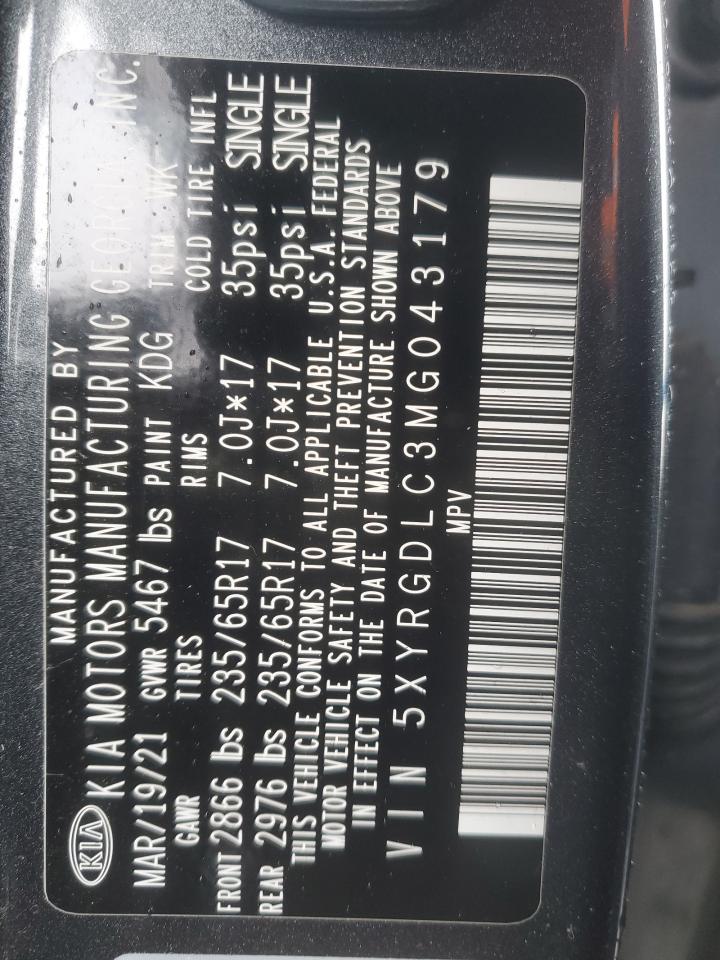 MANUFACTURED BY
KIA KIA MOTORS MANUFACTURING GEORGIA INC.
MAR/19/21 GVWR 5467 lbs PAINT KDG TRIM WK
GAWR TIRES RIMS COLD TIRE INFL
FRONT 2866 lbs 235/65R17 7.0J*17 35psi SINGLE
REAR 2976 lbs 235/65R17 7.0J*17 35psi SINGLE
THIS VEHICLE CONFORMS TO ALL APPLICABLE U.S.A. FEDERAL
MOTOR VEHICLE SAFETY AND THEFT PREVENTION STANDARDS
IN EFFECT ON THE DATE OF MANUFACTURE SHOWN ABOVE
VIN 5XYRGDLC3MG043179
MPV